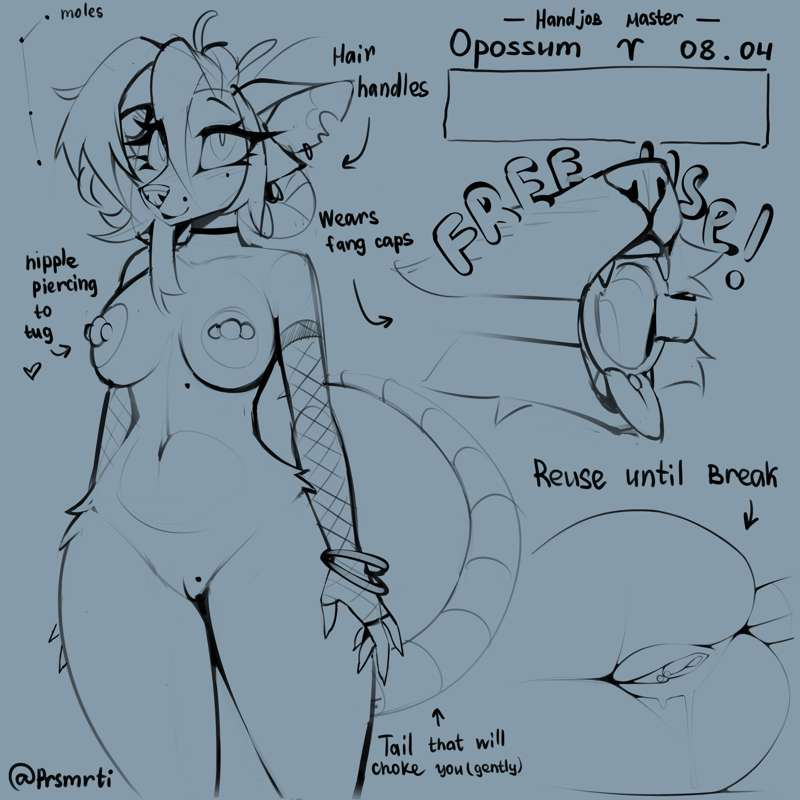 moles
— Handjob Master —
Opossum ♈ 08.04
Hair
handles
FREE USE!
Wears
fang caps
nipple
piercing
to
tug
♡
Reuse until Break
Tail that will
choke you (gently)
@Prsmrti